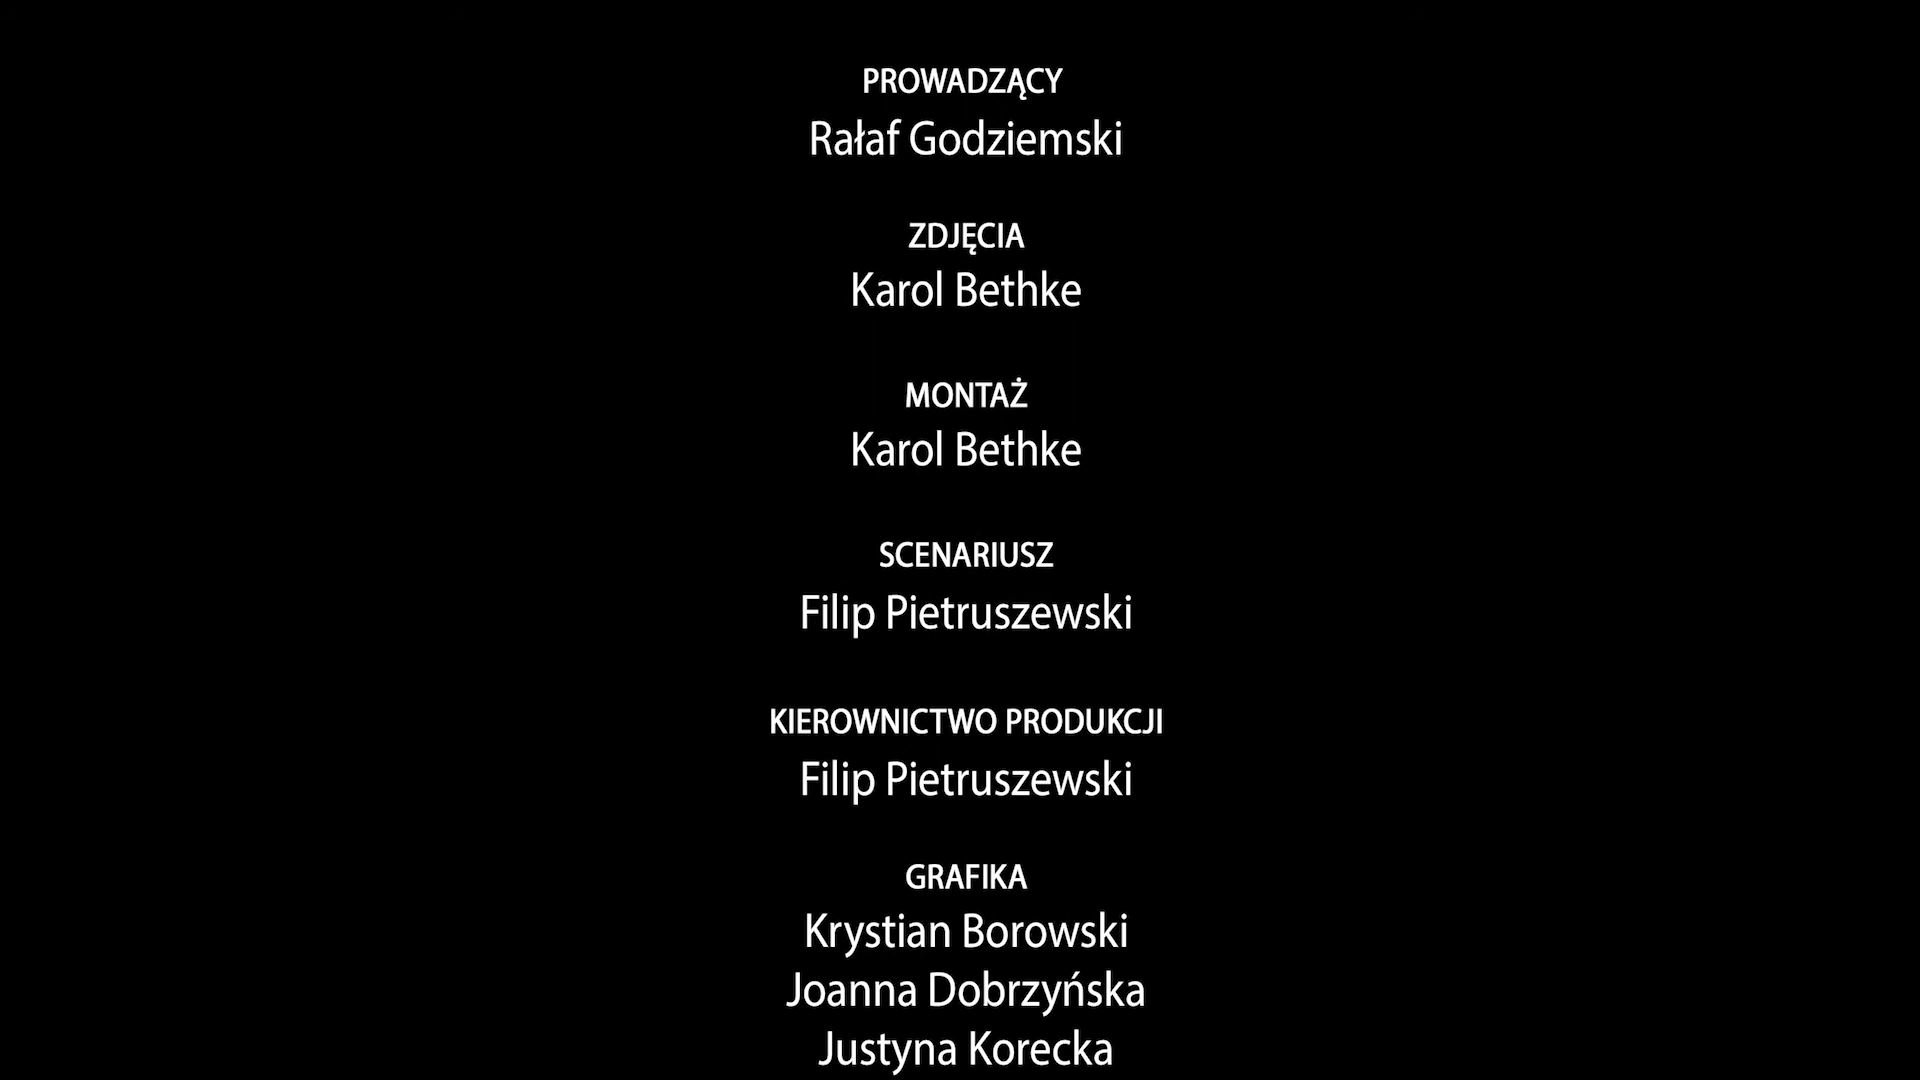 PROWADZĄCY
Rałaf Godziemski
ZDJĘCIA
Karol Bethke
MONTAŻ
Karol Bethke
SCENARIUSZ
Filip Pietruszewski
KIEROWNICTWO PRODUKCJI
Filip Pietruszewski
GRAFIKA
Krystian Borowski
Joanna Dobrzyńska
Justyna Korecka